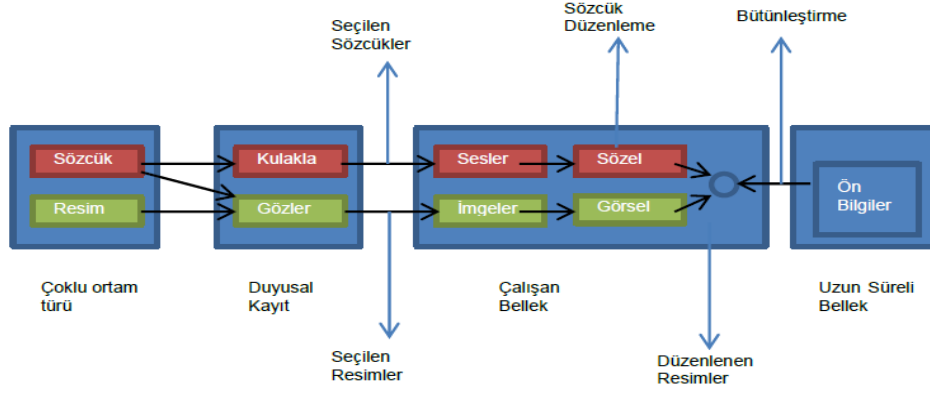 Seçilen
Sözcükler
Sözcük
Düzenleme
Bütünleştirme
Sözcük
Kulakla
Sesler
Sözel
Resim
Gözler
İmgeler
Görsel
Ön
Bilgiler
Çoklu ortam
türü
Duyusal
Kayıt
Çalışan
Bellek
Uzun Süreli
Bellek
Seçilen
Resimler
Düzenlenen
Resimler